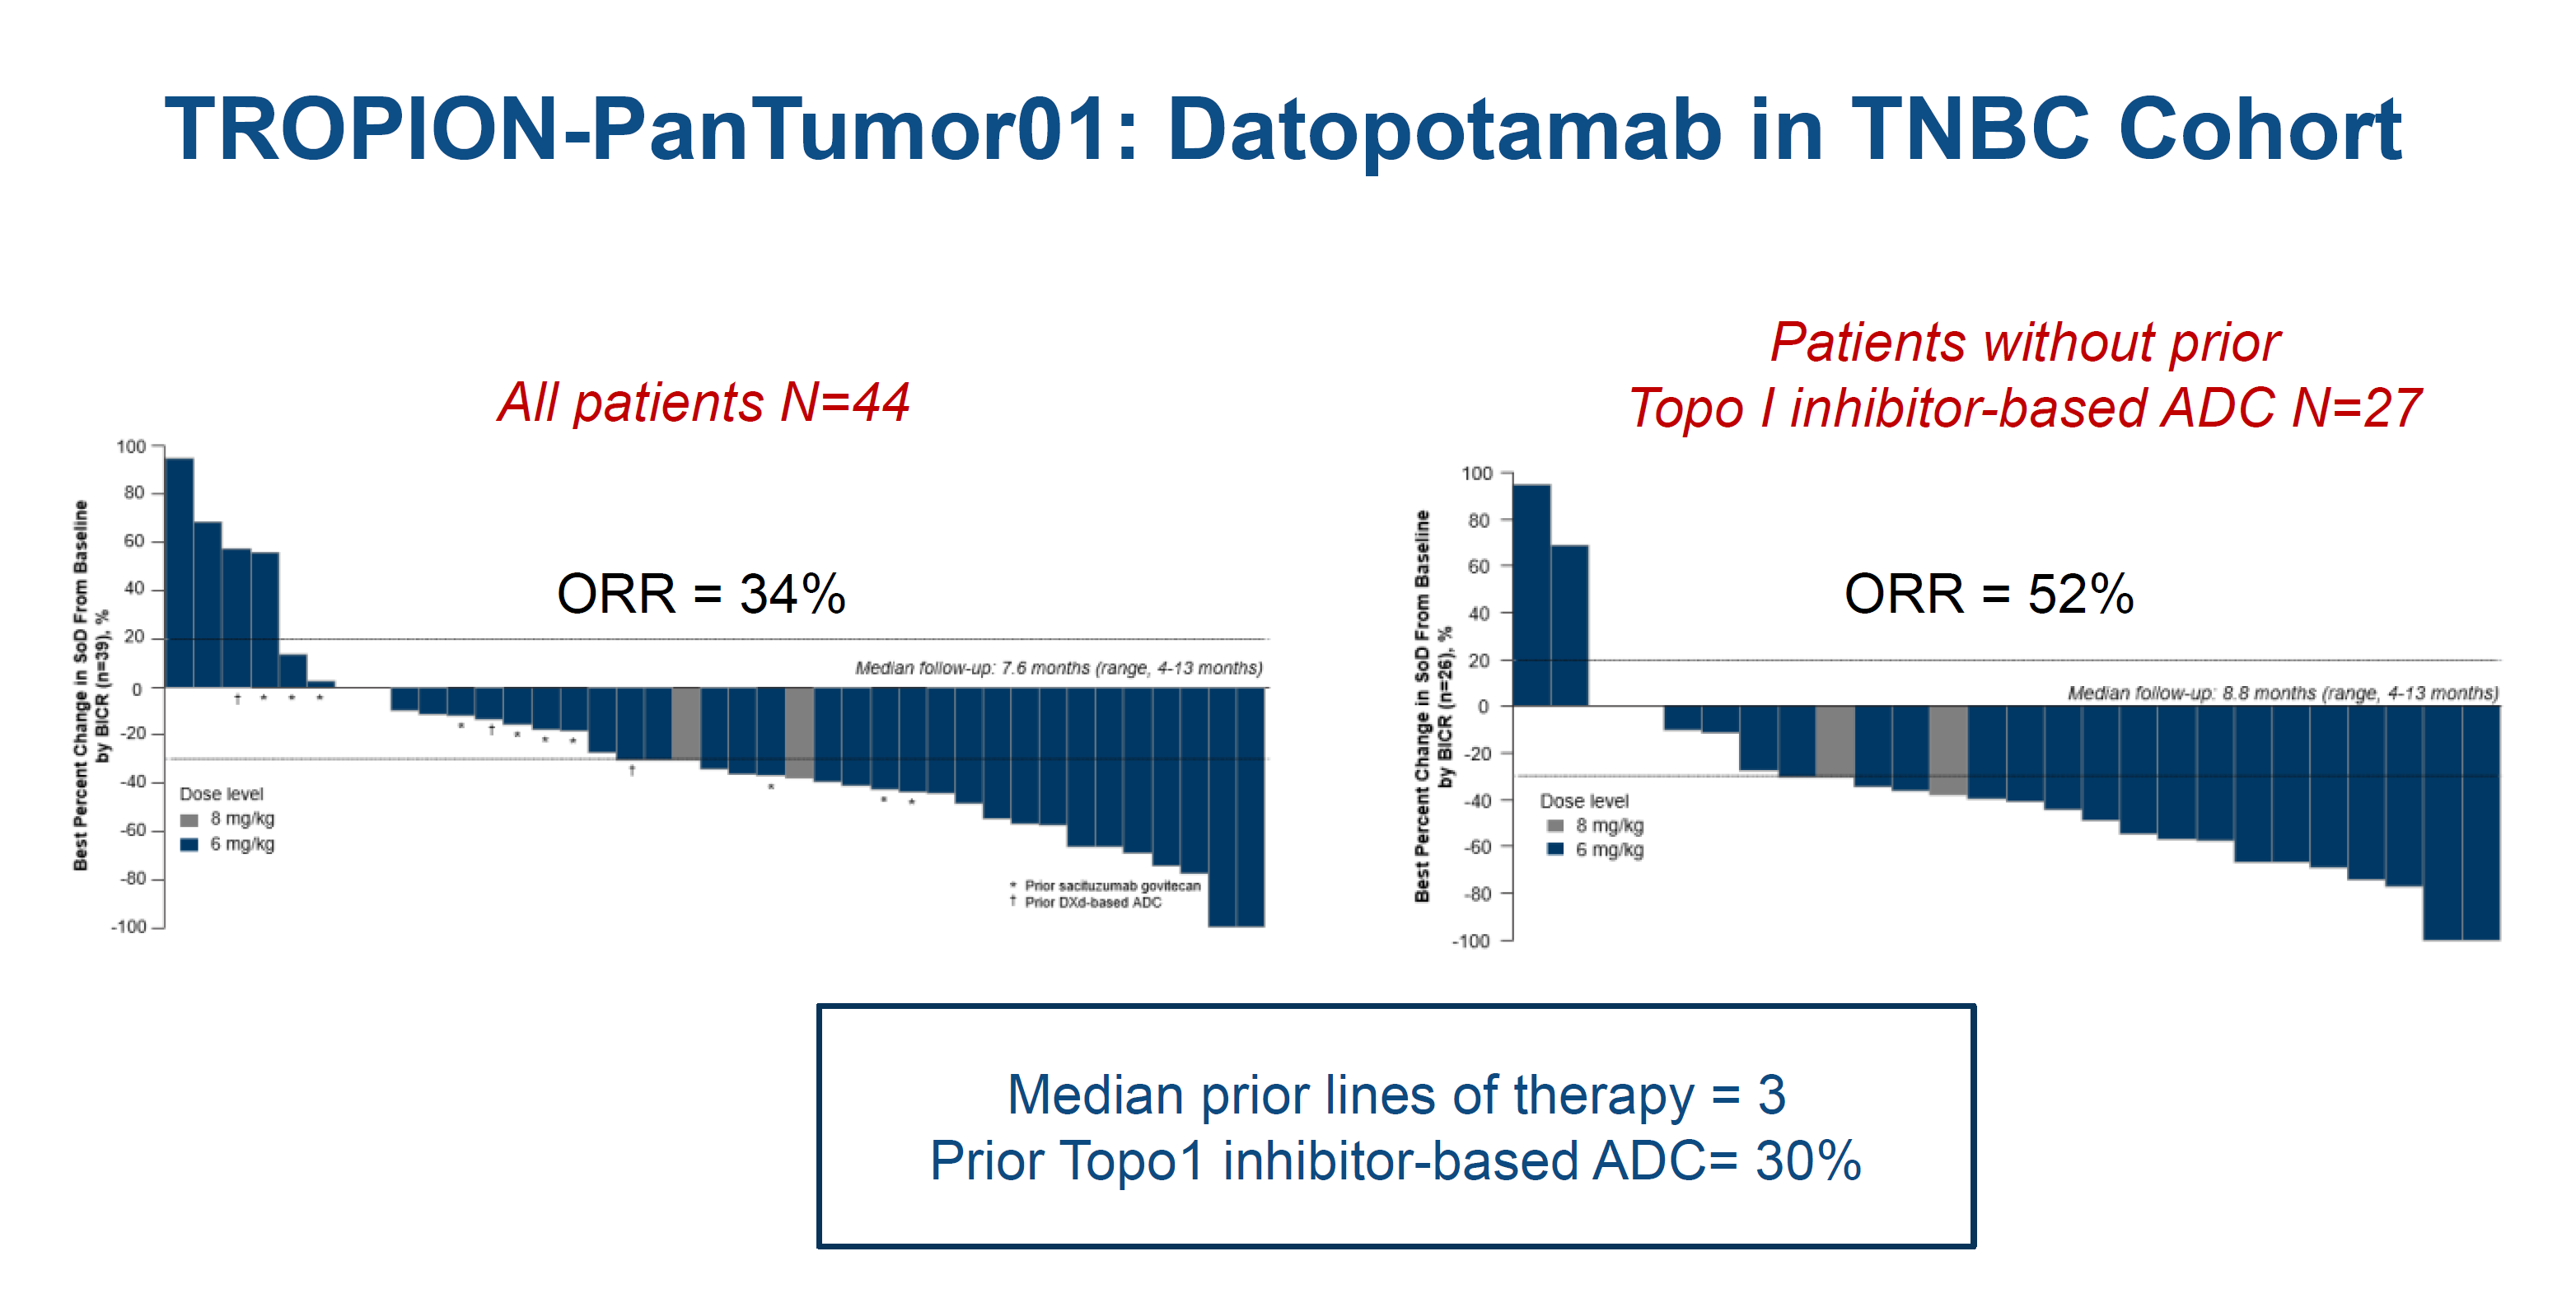 TROPION-PanTumor01: Datopotamab in TNBC Cohort
All patients N=44
Best Percent Change in SoD From Baseline
by BICR (n=39), %
100
80
60
40
20
0
-20
-40
-60
-80
-100
ORR = 34%
Median follow-up: 7.6 months (range, 4-13 months)
† * * *
* † * * *
†
*
* *
Dose level
8 mg/kg
6 mg/kg
* Prior sacituzumab govitecan
† Prior DXd-based ADC
Patients without prior
Topo I inhibitor-based ADC N=27
Best Percent Change in SoD From Baseline
by BICR (n=26), %
100
80
60
40
20
0
-20
-40
-60
-80
-100
ORR = 52%
Median follow-up: 8.8 months (range, 4-13 months)
Dose level
8 mg/kg
6 mg/kg
Median prior lines of therapy = 3
Prior Topo1 inhibitor-based ADC= 30%